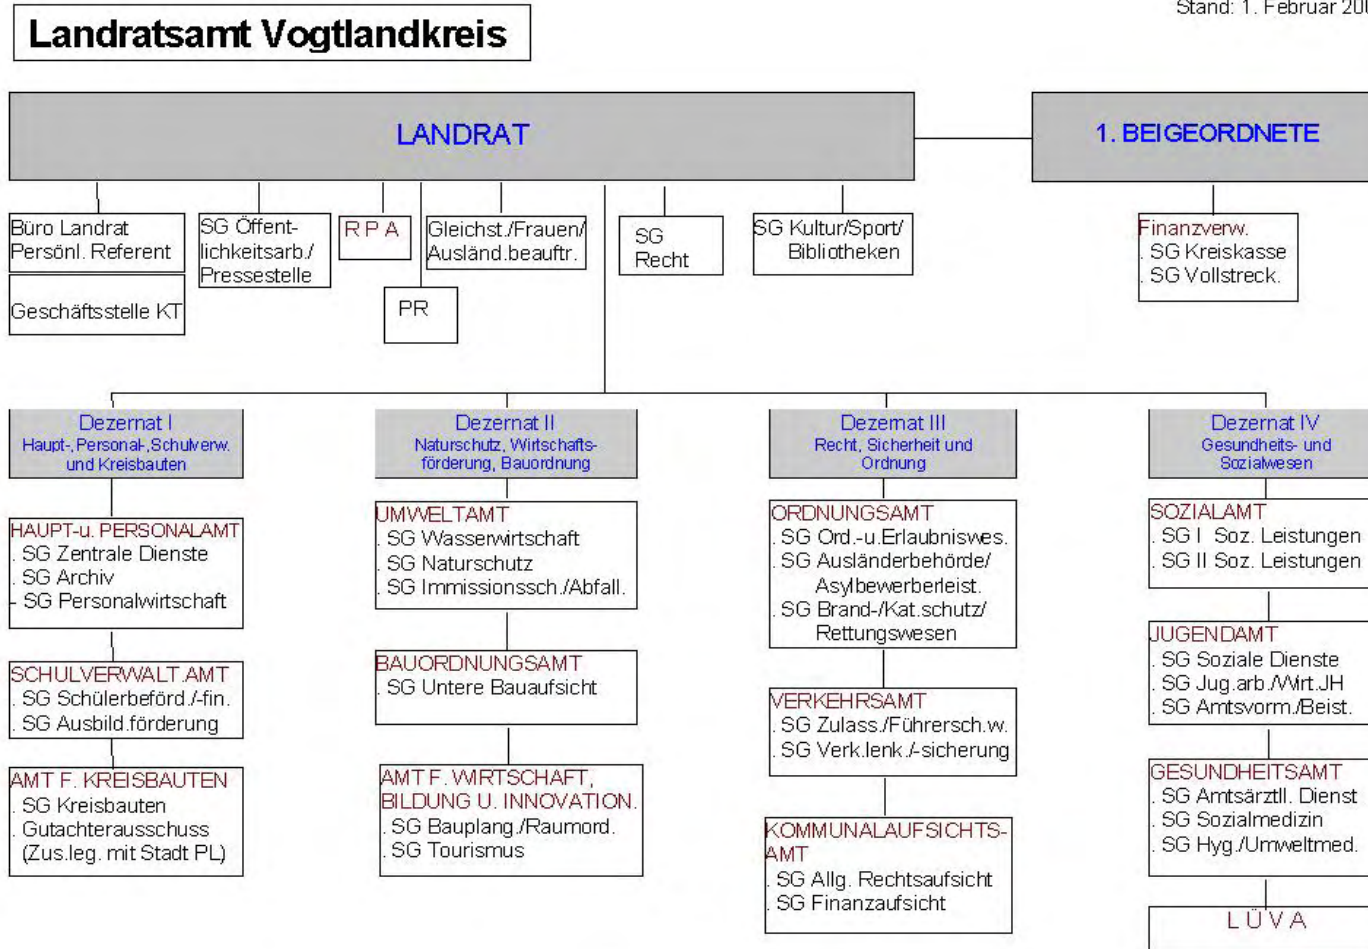 Stand: 1. Februar 200
Landratsamt Vogtlandkreis
LANDRAT
1. BEIGEORDNETE
Büro Landrat
Persönl. Referent
Geschäftsstelle KT
SG Öffent-
lichkeitsarb./
Pressestelle
R P A
PR
Gleichst./Frauen/
Ausländ.beauftr.
SG
Recht
SG Kultur/Sport/
Bibliotheken
Finanzverw.
. SG Kreiskasse
. SG Vollstreck.
Dezernat I
Haupt-, Personal-,Schulverw.
und Kreisbauten
HAUPT-u. PERSONALAMT
. SG Zentrale Dienste
. SG Archiv
- SG Personalwirtschaft
SCHULVERWALT.AMT
. SG Schülerbeförd./-fin.
. SG Ausbild.förderung
AMT F. KREISBAUTEN
. SG Kreisbauten
. Gutachterausschuss
(Zus.leg. mit Stadt PL)
Dezernat II
Naturschutz, Wirtschafts-
förderung, Bauordnung
UMWELTAMT
. SG Wasserwirtschaft
. SG Naturschutz
. SG Immissionssch./Abfall.
BAUORDNUNGSAMT
. SG Untere Bauaufsicht
AMT F. WIRTSCHAFT,
BILDUNG U. INNOVATION.
. SG Bauplang./Raumord.
. SG Tourismus
Dezernat III
Recht, Sicherheit und
Ordnung
ORDNUNGSAMT
. SG Ord.-u.Erlaubniswes.
. SG Ausländerbehörde/
Asylbewerberleist.
. SG Brand-/Kat.schutz/
Rettungswesen
VERKEHRSAMT
. SG Zulass./Führersch.w.
. SG Verk.lenk./-sicherung
KOMMUNALAUFSICHTS-
AMT
. SG Allg. Rechtsaufsicht
. SG Finanzaufsicht
Dezernat IV
Gesundheits- und
Sozialwesen
SOZIALAMT
. SG I Soz. Leistungen
. SG II Soz. Leistungen
JUGENDAMT
. SG Soziale Dienste
. SG Jug.arb./Wirt.JH
. SG Amtsvorm./Beist.
GESUNDHEITSAMT
. SG Amtsärztll. Dienst
. SG Sozialmedizin
. SG Hyg./Umweltmed.
L Ü V A